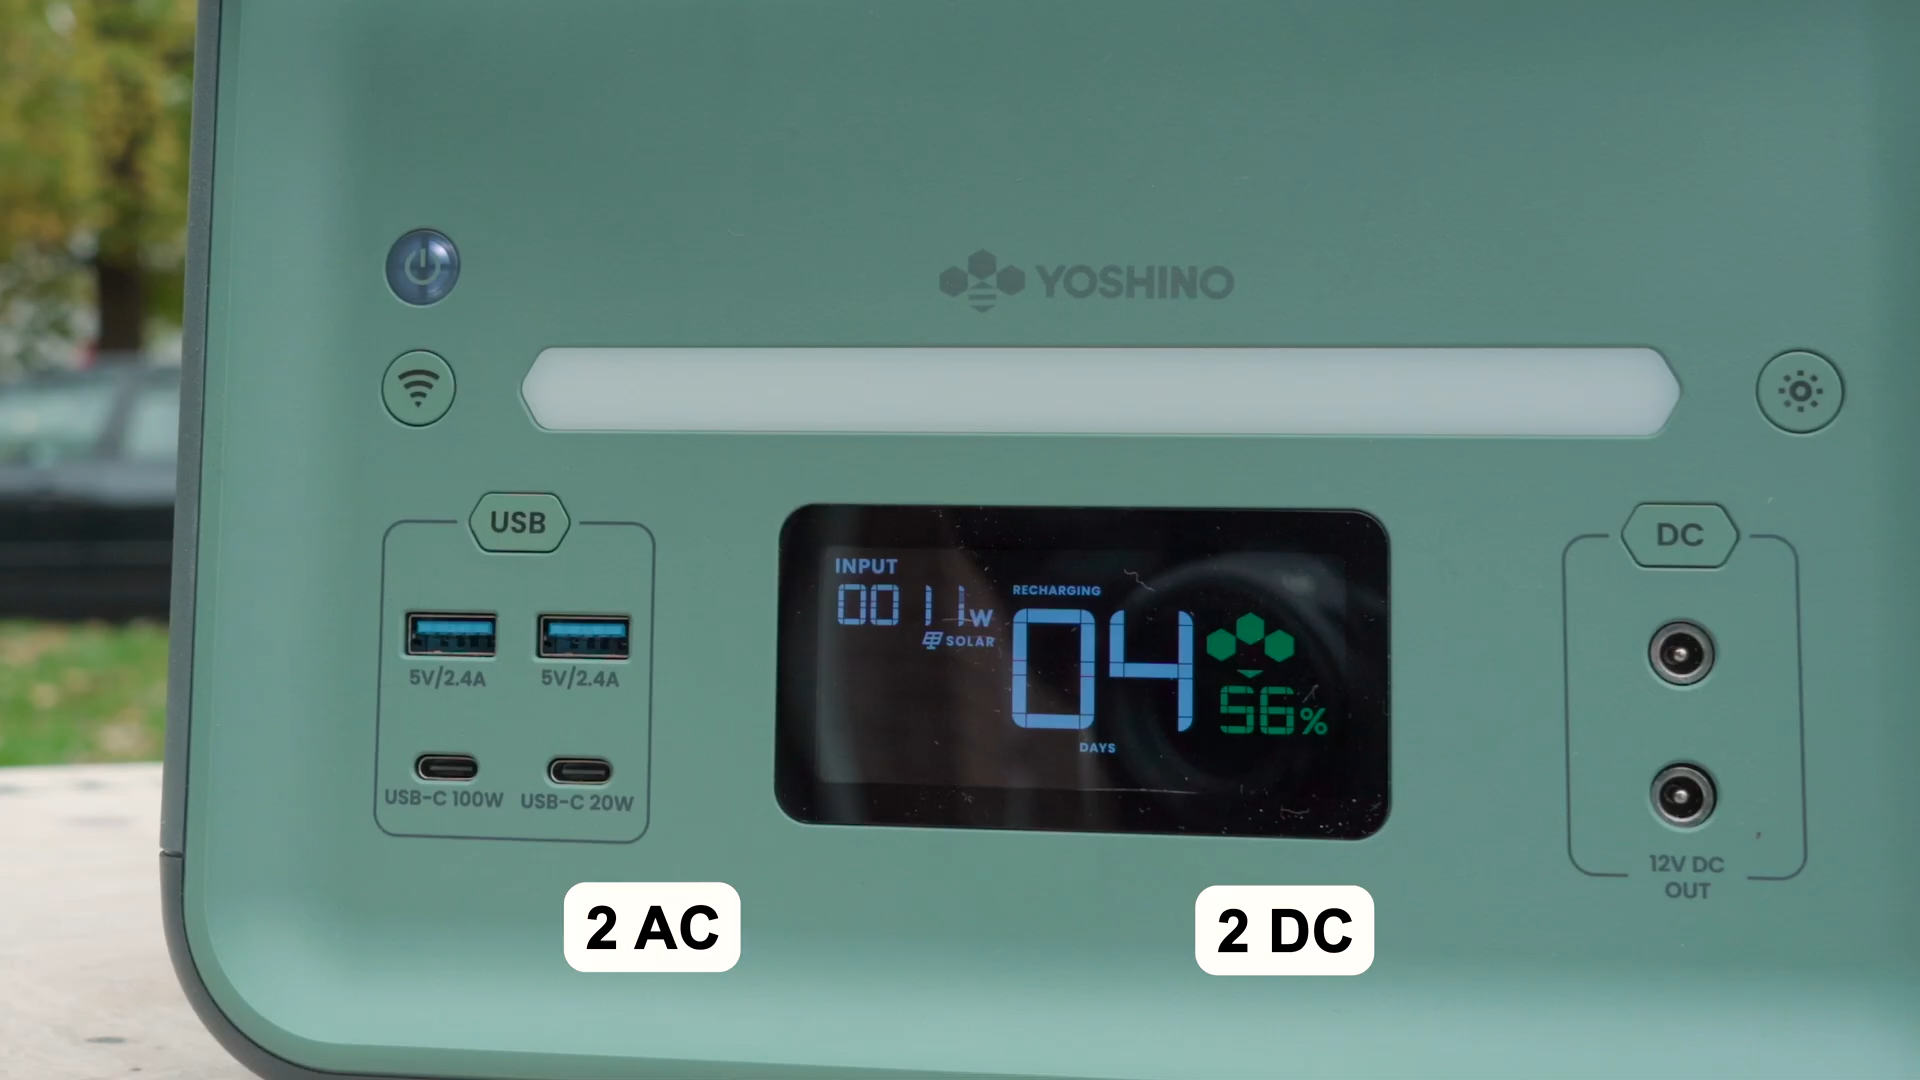 YOSHINO
USB
5V/2.4A
5V/2.4A
USB-C 100W
USB-C 20W
INPUT
0011W
SOLAR
RECHARGING
04
DAYS
56%
DC
12V DC
OUT
2 AC
2 DC